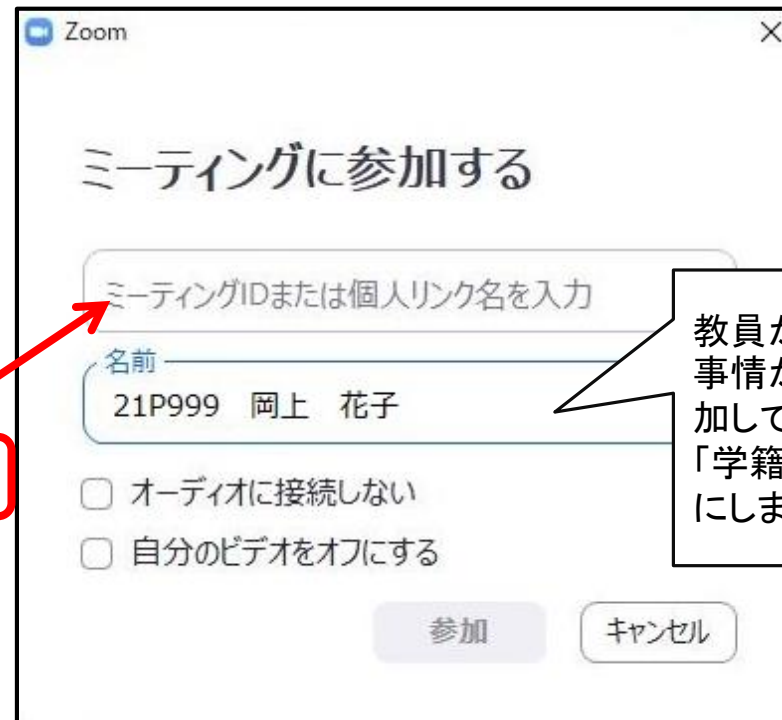 Zoom
ミーティングに参加する
ミーティングIDまたは個人リンク名を入力
名前
21P999 岡上 花子
教員が
事情が
加して
「学籍
にしま
オーディオに接続しない
自分のビデオをオフにする
参加
キャンセル